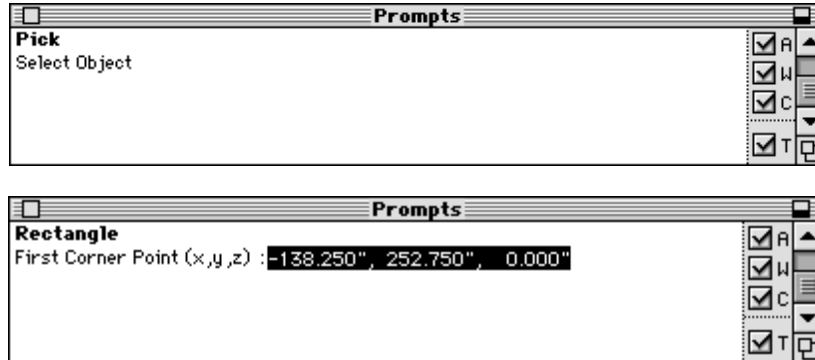 Prompts
Pick
Select Object
A
W
C
T
Prompts
Rectangle
First Corner Point (x,y,z) :-138.250", 252.750", 0.000"
A
W
C
T